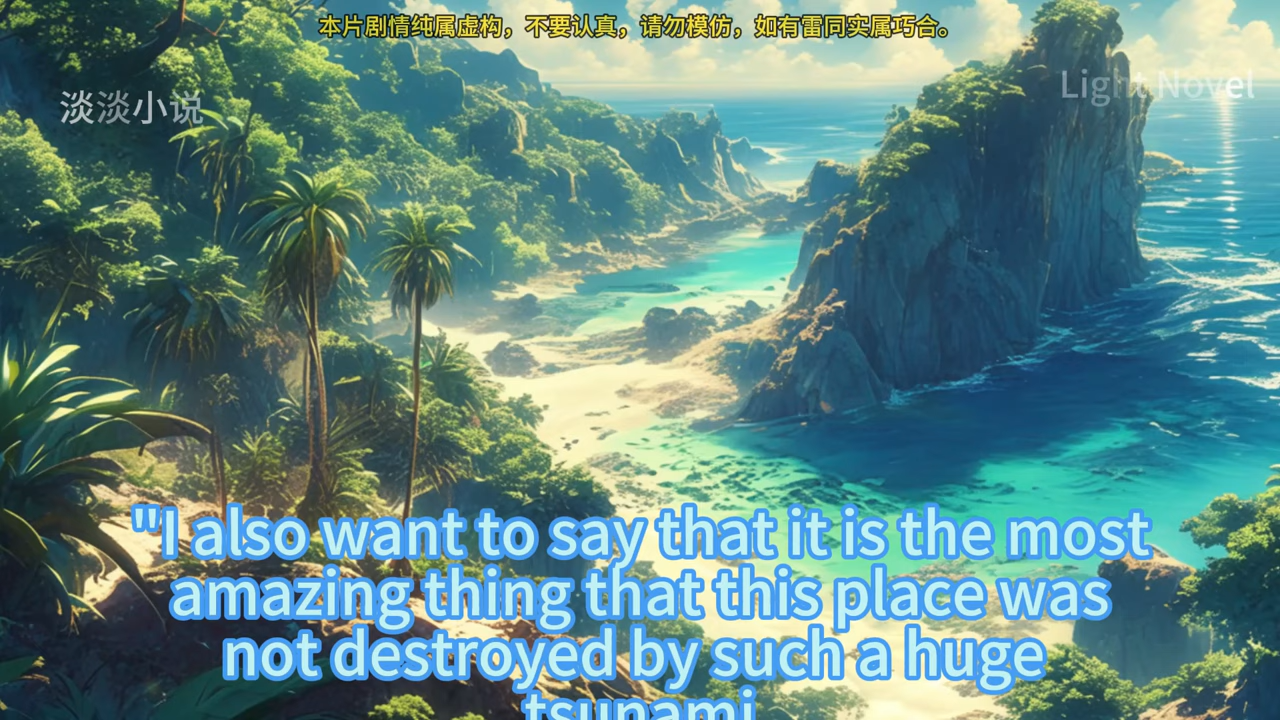 本片剧情纯属虚构，不要认真，请勿模仿，如有雷同实属巧合。
淡淡小说
Light Novel
"I also want to say that it is the most
amazing thing that this place was
not destroyed by such a huge
tsunami